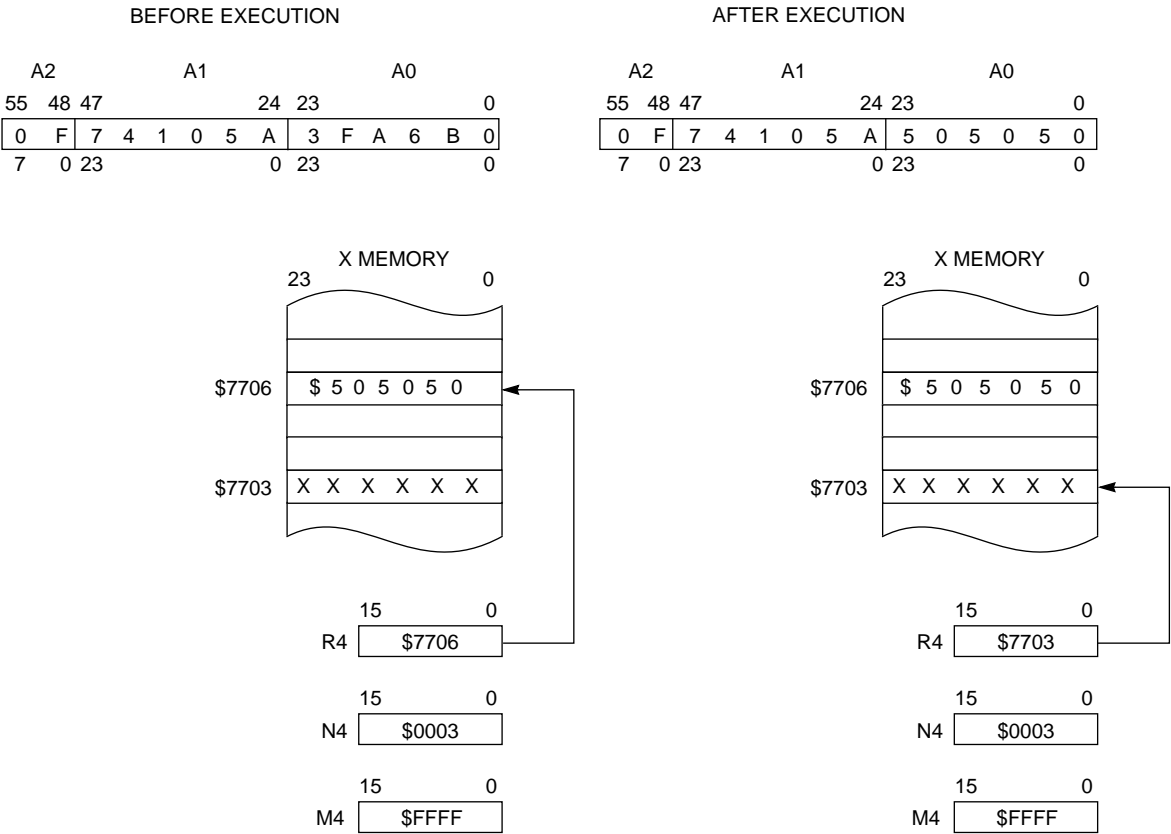 BEFORE EXECUTION AFTER EXECUTION
A2 A1 A0 A2 A1 A0
55 48 47 24 23 0 55 48 47 24 23 0
0 F 7 4 1 0 5 A 3 F A 6 B 0 0 F 7 4 1 0 5 A 5 0 5 0 5 0
7 0 23 0 23 0 7 0 23 0 23 0
X MEMORY X MEMORY
23 0 23 0
$7706 $ 5 0 5 0 5 0 $7706 $ 5 0 5 0 5 0
$7703 X X X X X X $7703 X X X X X X
15 0 15 0
R4 $7706 R4 $7703
15 0 15 0
N4 $0003 N4 $0003
15 0 15 0
M4 $FFFF M4 $FFFF